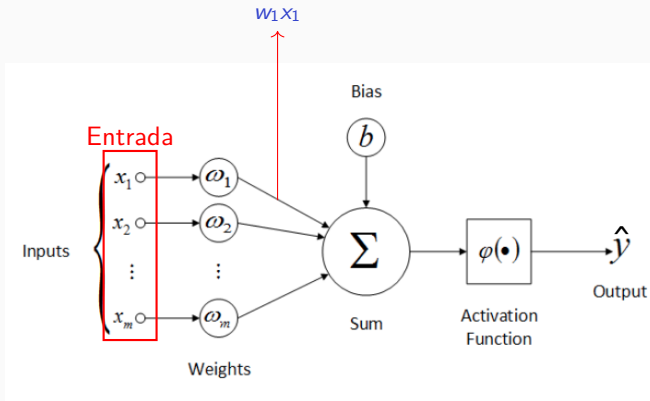 w₁x₁
Bias
b
Entrada
x₁ ω₁
x₂ ω₂
Inputs ⋮ ⋮ Σ φ(•) ŷ
Output
xₘ ωₘ
Sum
Activation
Function
Weights